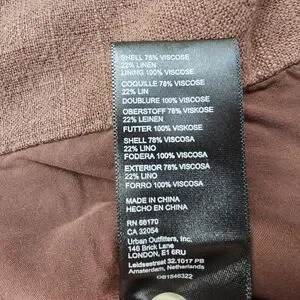 SHELL 78% VISCOSE
22% LINEN
LINING 100% VISCOSE
COQUILLE 78% VISCOSE
22% LIN
DOUBLURE 100% VISCOSE
OBERSTOFF 78% VISKOSE
22% LEINEN
FUTTER 100% VISKOSE
SHELL 78% VISCOSA
22% LINO
FODERA 100% VISCOSA
EXTERIOR 78% VISCOSA
22% LINO
FORRO 100% VISCOSA
MADE IN CHINA
HECHO EN CHINA
RN 66170
CA 32054
Urban Outfitters, Inc.
146 Brick Lane
LONDON, E1 6RU
Leidsestraat 32.1017 PB
Amsterdam, Netherlands